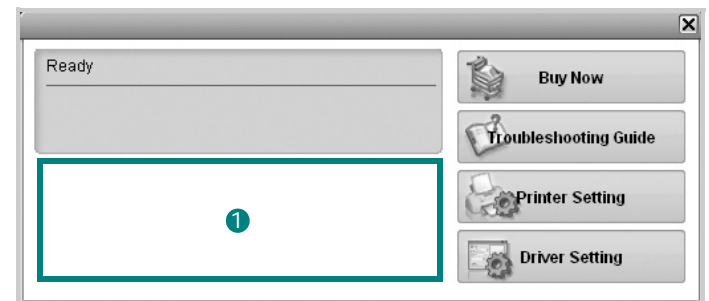 Ready
Buy Now
Troubleshooting Guide
1
Printer Setting
Driver Setting